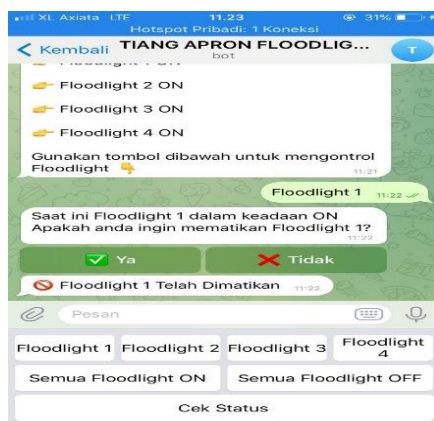 XL Axiata LTE 11.23 31%
Hotspot Pribadi: 1 Koneksi
Kembali TIANG APRON FLOODLIG... T
bot
Floodlight 1 ON
👉 Floodlight 2 ON
👉 Floodlight 3 ON
👉 Floodlight 4 ON
Gunakan tombol dibawah untuk mengontrol
Floodlight 👇 11:21
Floodlight 1 11:22
Saat ini Floodlight 1 dalam keadaan ON
Apakah anda ingin mematikan Floodlight 1?
11:22
✅ Ya ❌ Tidak
🚫 Floodlight 1 Telah Dimatikan 11:22
Pesan
Floodlight 1 Floodlight 2 Floodlight 3 Floodlight 4
Semua Floodlight ON Semua Floodlight OFF
Cek Status